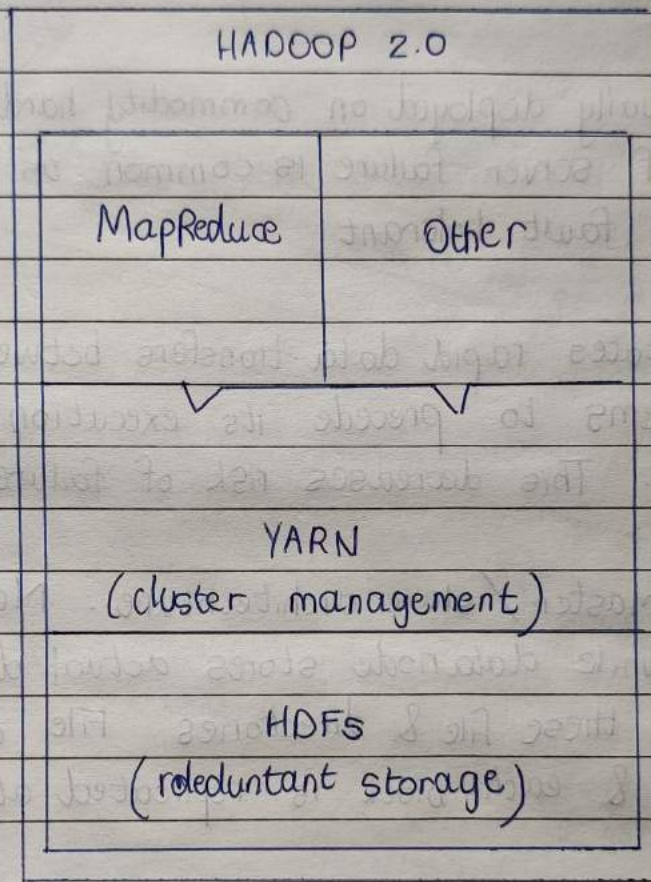 HADOOP 2.0
MapReduce Other
YARN
(cluster management)
HDFs
(rdeduntant storage)